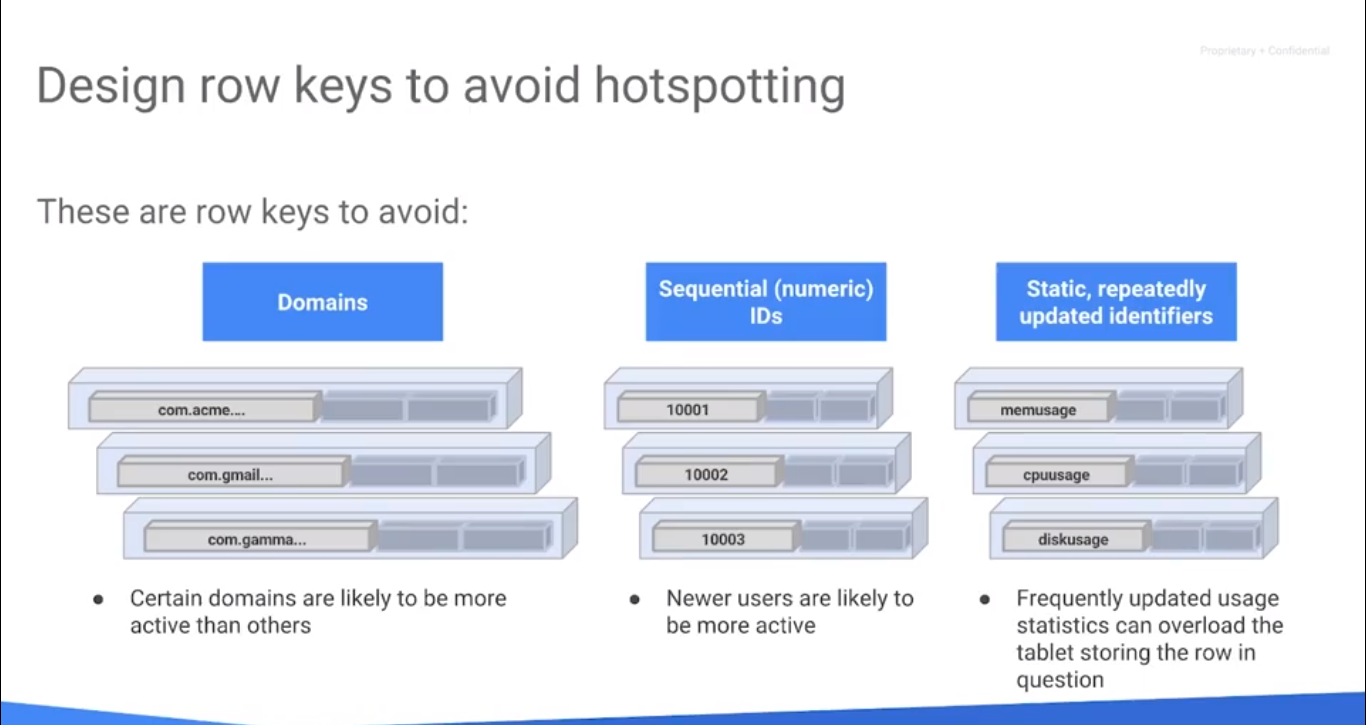 Proprietary + Confidential
Design row keys to avoid hotspotting
These are row keys to avoid:
Domains
com.acme....
com.gmail...
com.gamma...
● Certain domains are likely to be more
active than others
Sequential (numeric)
IDs
10001
10002
10003
● Newer users are likely to
be more active
Static, repeatedly
updated identifiers
memusage
cpuusage
diskusage
● Frequently updated usage
statistics can overload the
tablet storing the row in
question